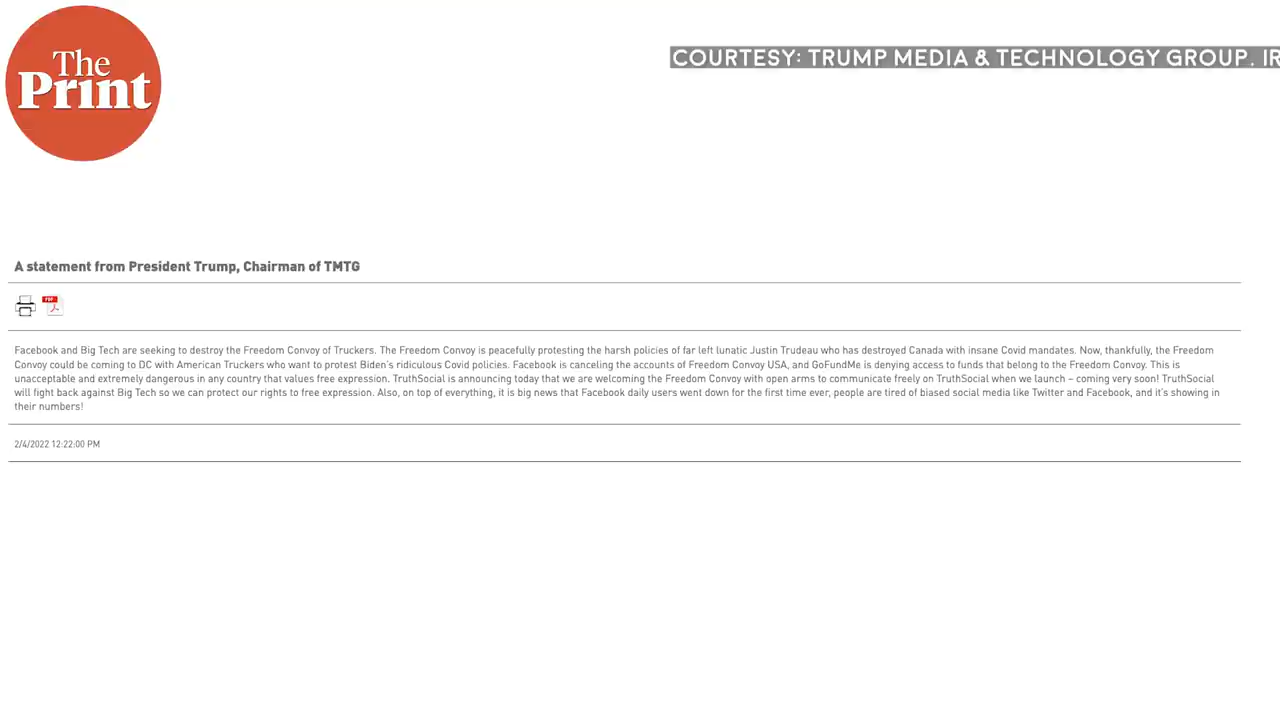 The
Print
COURTESY: TRUMP MEDIA & TECHNOLOGY GROUP. IR
A statement from President Trump, Chairman of TMTG
PDF
Facebook and Big Tech are seeking to destroy the Freedom Convoy of Truckers. The Freedom Convoy is peacefully protesting the harsh policies of far left lunatic Justin Trudeau who has destroyed Canada with insane Covid mandates. Now, thankfully, the Freedom
Convoy could be coming to DC with American Truckers who want to protest Biden's ridiculous Covid policies. Facebook is canceling the accounts of Freedom Convoy USA, and GoFundMe is denying access to funds that belong to the Freedom Convoy. This is
unacceptable and extremely dangerous in any country that values free expression. TruthSocial is announcing today that we are welcoming the Freedom Convoy with open arms to communicate freely on TruthSocial when we launch – coming very soon! TruthSocial
will fight back against Big Tech so we can protect our rights to free expression. Also, on top of everything, it is big news that Facebook daily users went down for the first time ever, people are tired of biased social media like Twitter and Facebook, and it's showing in
their numbers!
2/4/2022 12:22:00 PM